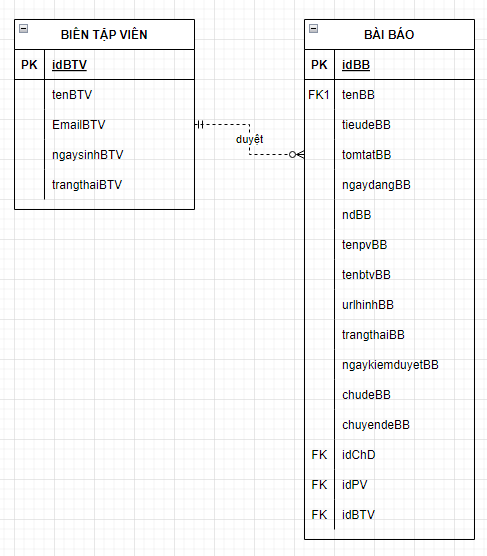 BIÊN TẬP VIÊN
PK idBTV
tenBTV
EmailBTV
ngaysinhBTV
trangthaiBTV
duyệt
BÀI BÁO
PK idBB
FK1 tenBB
tieudeBB
tomtatBB
ngaydangBB
ndBB
tenpvBB
tenbtvBB
urlhinhBB
trangthaiBB
ngaykiemduyetBB
chudeBB
chuyendeBB
FK idChD
FK idPV
FK idBTV